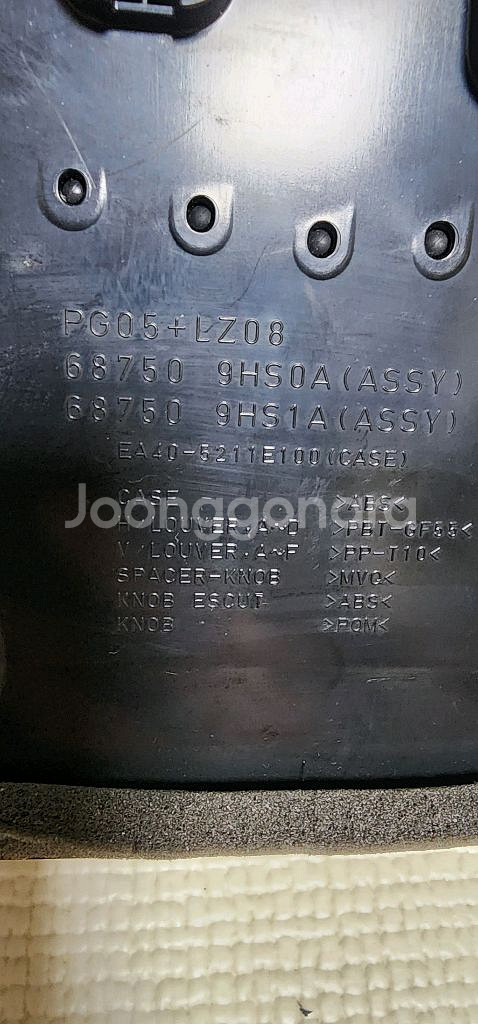 PG05+LZ08
68750 9HS0A(ASSY)
68750 9HS1A(ASSY)
EA40-5211E100(CASE)
CASE >ABS<
H/LOUVER,A~D >PBT-GF55<
V/LOUVER,A~F >PP-T10<
SPACER-KNOB >MVQ<
KNOB ESCUT >ABS<
KNOB >POM<
Joonggonara